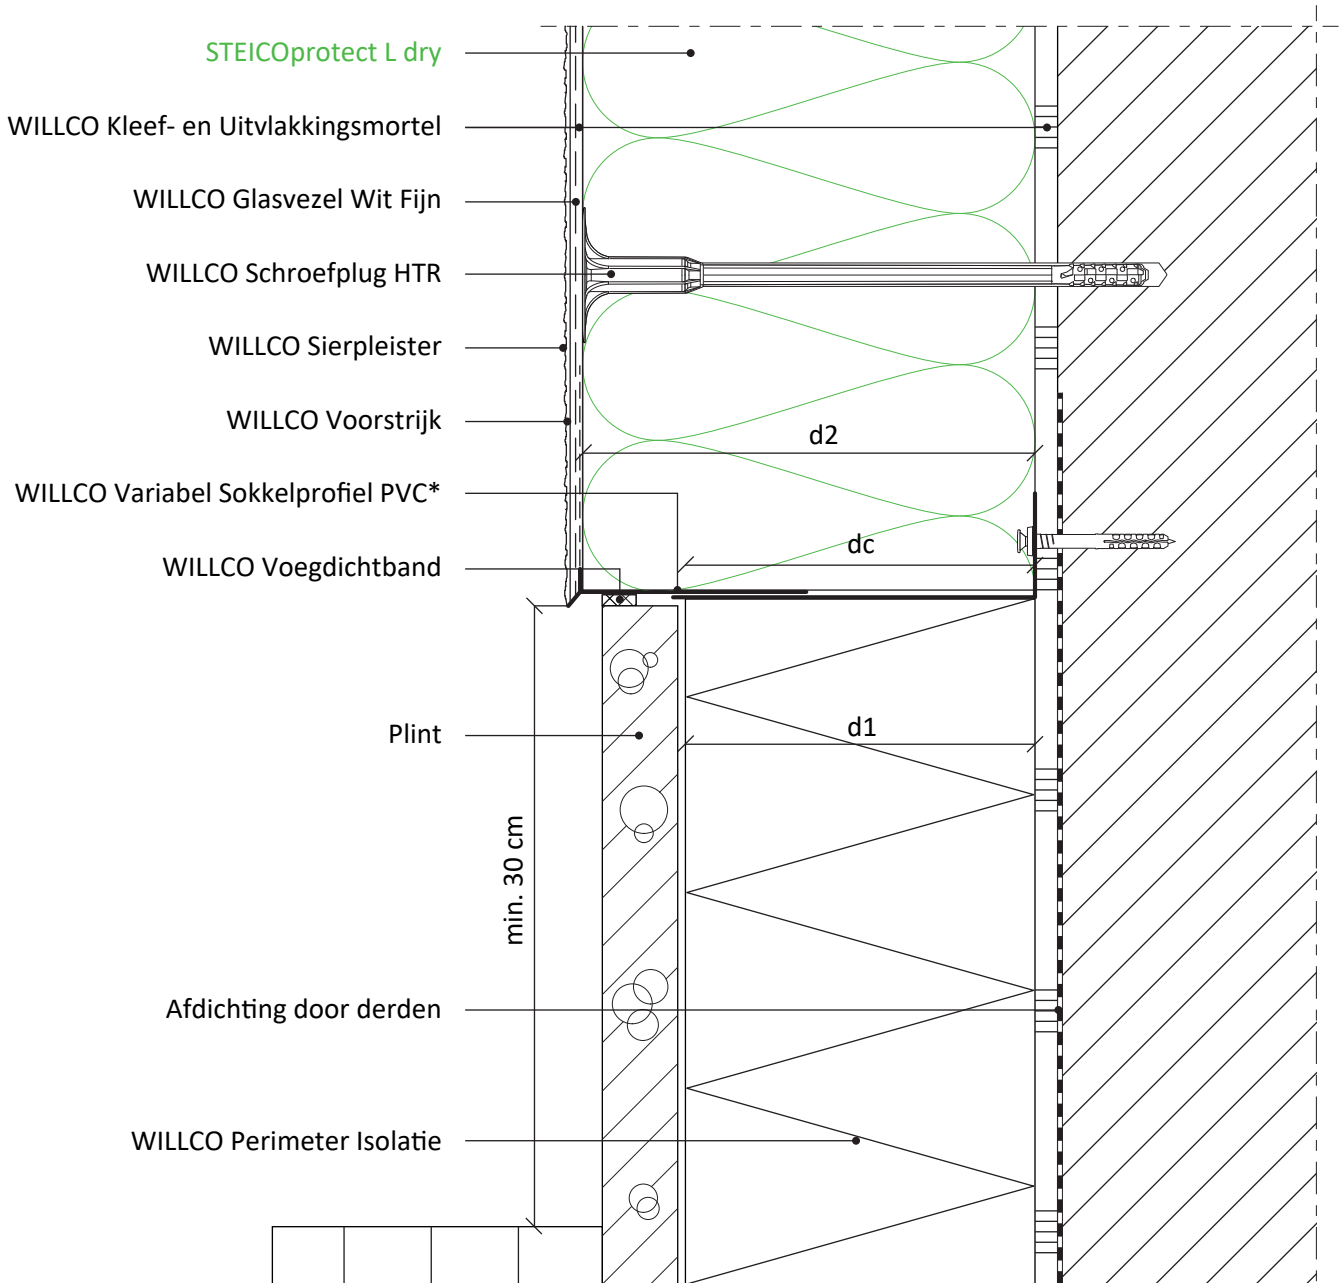 STEICOprotect L dry
WILLCO Kleef- en Uitvlakkingsmortel
WILLCO Glasvezel Wit Fijn
WILLCO Schroefplug HTR
WILLCO Sierpleister
WILLCO Voorstrijk
d2
WILLCO Variabel Sokkelprofiel PVC*
dc
WILLCO Voegdichtband
Plint
d1
min. 30 cm
Afdichting door derden
WILLCO Perimeter Isolatie